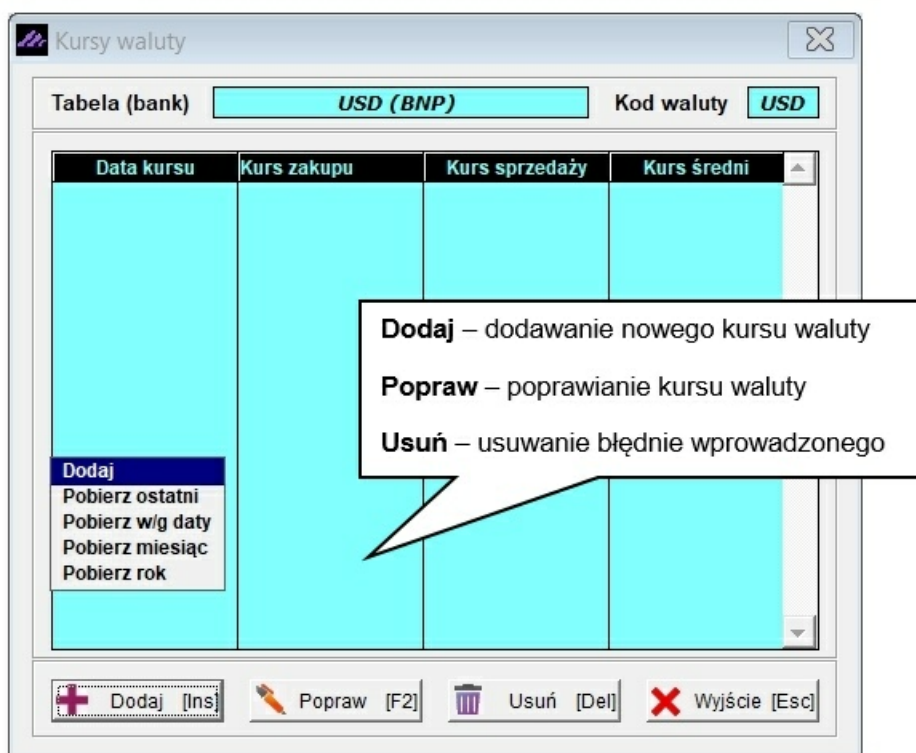 Kursy waluty
Tabela (bank) USD (BNP) Kod waluty USD
Data kursu Kurs zakupu Kurs sprzedaży Kurs średni
Dodaj – dodawanie nowego kursu waluty
Popraw – poprawianie kursu waluty
Usuń – usuwanie błędnie wprowadzonego
Dodaj
Pobierz ostatni
Pobierz w/g daty
Pobierz miesiąc
Pobierz rok
Dodaj [Ins] Popraw [F2] Usuń [Del] Wyjście [Esc]